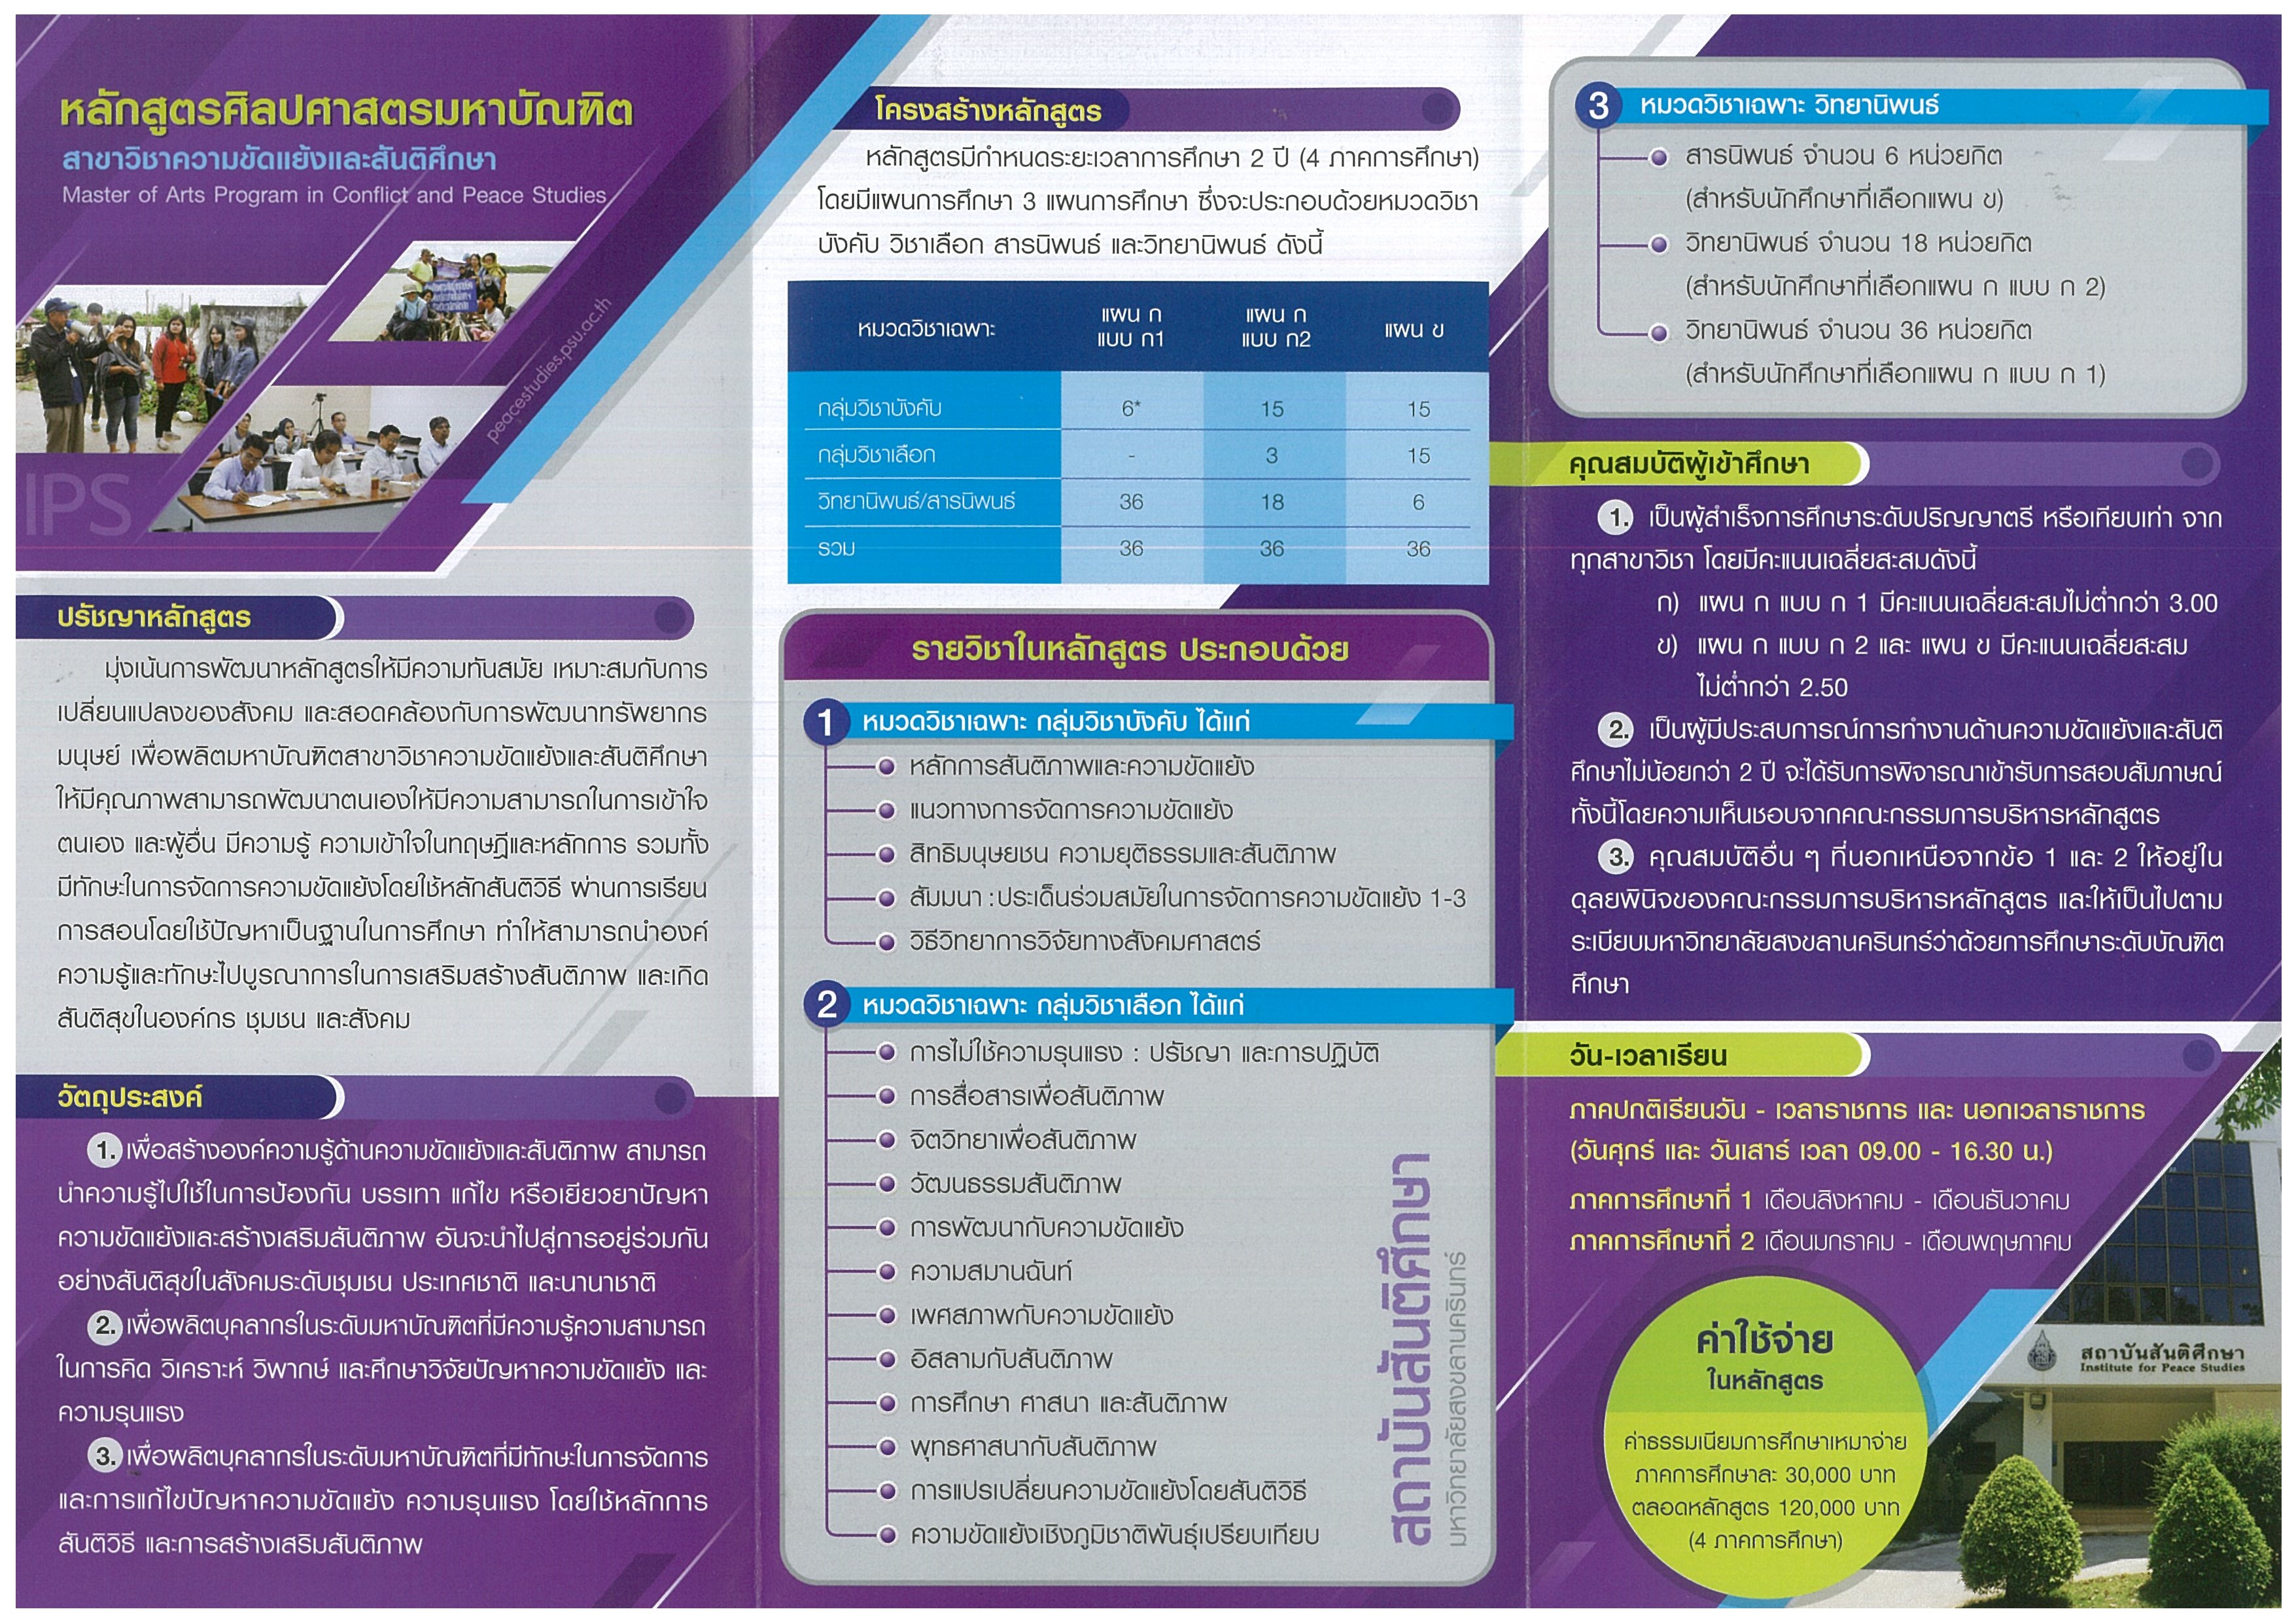 หลักสูตรศิลปศาสตรมหาบัณฑิต
สาขาวิชาความขัดแย้งและสันติศึกษา
Master of Arts Program in Conflict and Peace Studies
peacestudies.psu.ac.th
IPS
ปรัชญาหลักสูตร
มุ่งเน้นการพัฒนาหลักสูตรให้มีความทันสมัย เหมาะสมกับการ
เปลี่ยนแปลงของสังคม และสอดคล้องกับการพัฒนาทรัพยากร
มนุษย์ เพื่อผลิตมหาบัณฑิตสาขาวิชาความขัดแย้งและสันติศึกษา
ให้มีคุณภาพสามารถพัฒนาตนเองให้มีความสามารถในการเข้าใจ
ตนเอง และผู้อื่น มีความรู้ ความเข้าใจในทฤษฎีและหลักการ รวมทั้ง
มีทักษะในการจัดการความขัดแย้งโดยใช้หลักสันติวิธี ผ่านการเรียน
การสอนโดยใช้ปัญหาเป็นฐานในการศึกษา ทำให้สามารถนำองค์
ความรู้และทักษะไปบูรณาการในการเสริมสร้างสันติภาพ และเกิด
สันติสุขในองค์กร ชุมชน และสังคม
วัตถุประสงค์
1. เพื่อสร้างองค์ความรู้ด้านความขัดแย้งและสันติภาพ สามารถ
นำความรู้ไปใช้ในการป้องกัน บรรเทา แก้ไข หรือเยียวยาปัญหา
ความขัดแย้งและสร้างเสริมสันติภาพ อันจะนำไปสู่การอยู่ร่วมกัน
อย่างสันติสุขในสังคมระดับชุมชน ประเทศชาติ และนานาชาติ
2. เพื่อผลิตบุคลากรในระดับมหาบัณฑิตที่มีความรู้ความสามารถ
ในการคิด วิเคราะห์ วิพากษ์ และศึกษาวิจัยปัญหาความขัดแย้ง และ
ความรุนแรง
3. เพื่อผลิตบุคลากรในระดับมหาบัณฑิตที่มีทักษะในการจัดการ
และการแก้ไขปัญหาความขัดแย้ง ความรุนแรง โดยใช้หลักการ
สันติวิธี และการสร้างเสริมสันติภาพ
โครงสร้างหลักสูตร
หลักสูตรมีกำหนดระยะเวลาการศึกษา 2 ปี (4 ภาคการศึกษา)
โดยมีแผนการศึกษา 3 แผนการศึกษา ซึ่งจะประกอบด้วยหมวดวิชา
บังคับ วิชาเลือก สารนิพนธ์ และวิทยานิพนธ์ ดังนี้
หมวดวิชาเฉพาะ แผน ก แบบ ก1 แผน ก แบบ ก2 แผน ข
กลุ่มวิชาบังคับ 6* 15 15
กลุ่มวิชาเลือก - 3 15
วิทยานิพนธ์/สารนิพนธ์ 36 18 6
รวม 36 36 36
รายวิชาในหลักสูตร ประกอบด้วย
1 หมวดวิชาเฉพาะ กลุ่มวิชาบังคับ ได้แก่
หลักการสันติภาพและความขัดแย้ง
แนวทางการจัดการความขัดแย้ง
สิทธิมนุษยชน ความยุติธรรมและสันติภาพ
สัมมนา :ประเด็นร่วมสมัยในการจัดการความขัดแย้ง 1-3
วิธีวิทยาการวิจัยทางสังคมศาสตร์
2 หมวดวิชาเฉพาะ กลุ่มวิชาเลือก ได้แก่
การไม่ใช้ความรุนแรง : ปรัชญา และการปฏิบัติ
การสื่อสารเพื่อสันติภาพ
จิตวิทยาเพื่อสันติภาพ
วัฒนธรรมสันติภาพ
การพัฒนากับความขัดแย้ง
ความสมานฉันท์
เพศสภาพกับความขัดแย้ง
อิสลามกับสันติภาพ
การศึกษา ศาสนา และสันติภาพ
พุทธศาสนากับสันติภาพ
การแปรเปลี่ยนความขัดแย้งโดยสันติวิธี
ความขัดแย้งเชิงภูมิชาติพันธุ์เปรียบเทียบ
สถาบันสันติศึกษา
มหาวิทยาลัยสงขลานครินทร์
3 หมวดวิชาเฉพาะ วิทยานิพนธ์
สารนิพนธ์ จำนวน 6 หน่วยกิต
(สำหรับนักศึกษาที่เลือกแผน ข)
วิทยานิพนธ์ จำนวน 18 หน่วยกิต
(สำหรับนักศึกษาที่เลือกแผน ก แบบ ก 2)
วิทยานิพนธ์ จำนวน 36 หน่วยกิต
(สำหรับนักศึกษาที่เลือกแผน ก แบบ ก 1)
คุณสมบัติผู้เข้าศึกษา
1. เป็นผู้สำเร็จการศึกษาระดับปริญญาตรี หรือเทียบเท่า จาก
ทุกสาขาวิชา โดยมีคะแนนเฉลี่ยสะสมดังนี้
ก) แผน ก แบบ ก 1 มีคะแนนเฉลี่ยสะสมไม่ต่ำกว่า 3.00
ข) แผน ก แบบ ก 2 และ แผน ข มีคะแนนเฉลี่ยสะสม
ไม่ต่ำกว่า 2.50
2. เป็นผู้มีประสบการณ์การทำงานด้านความขัดแย้งและสันติ
ศึกษาไม่น้อยกว่า 2 ปี จะได้รับการพิจารณาเข้ารับการสอบสัมภาษณ์
ทั้งนี้โดยความเห็นชอบจากคณะกรรมการบริหารหลักสูตร
3. คุณสมบัติอื่น ๆ ที่นอกเหนือจากข้อ 1 และ 2 ให้อยู่ใน
ดุลยพินิจของคณะกรรมการบริหารหลักสูตร และให้เป็นไปตาม
ระเบียบมหาวิทยาลัยสงขลานครินทร์ว่าด้วยการศึกษาระดับบัณฑิต
ศึกษา
วัน-เวลาเรียน
ภาคปกติเรียนวัน - เวลาราชการ และ นอกเวลาราชการ
(วันศุกร์ และ วันเสาร์ เวลา 09.00 - 16.30 น.)
ภาคการศึกษาที่ 1 เดือนสิงหาคม - เดือนธันวาคม
ภาคการศึกษาที่ 2 เดือนมกราคม - เดือนพฤษภาคม
ค่าใช้จ่าย
ในหลักสูตร
ค่าธรรมเนียมการศึกษาเหมาจ่าย
ภาคการศึกษาละ 30,000 บาท
ตลอดหลักสูตร 120,000 บาท
(4 ภาคการศึกษา)
สถาบันสันติศึกษา
Institute for Peace Studies